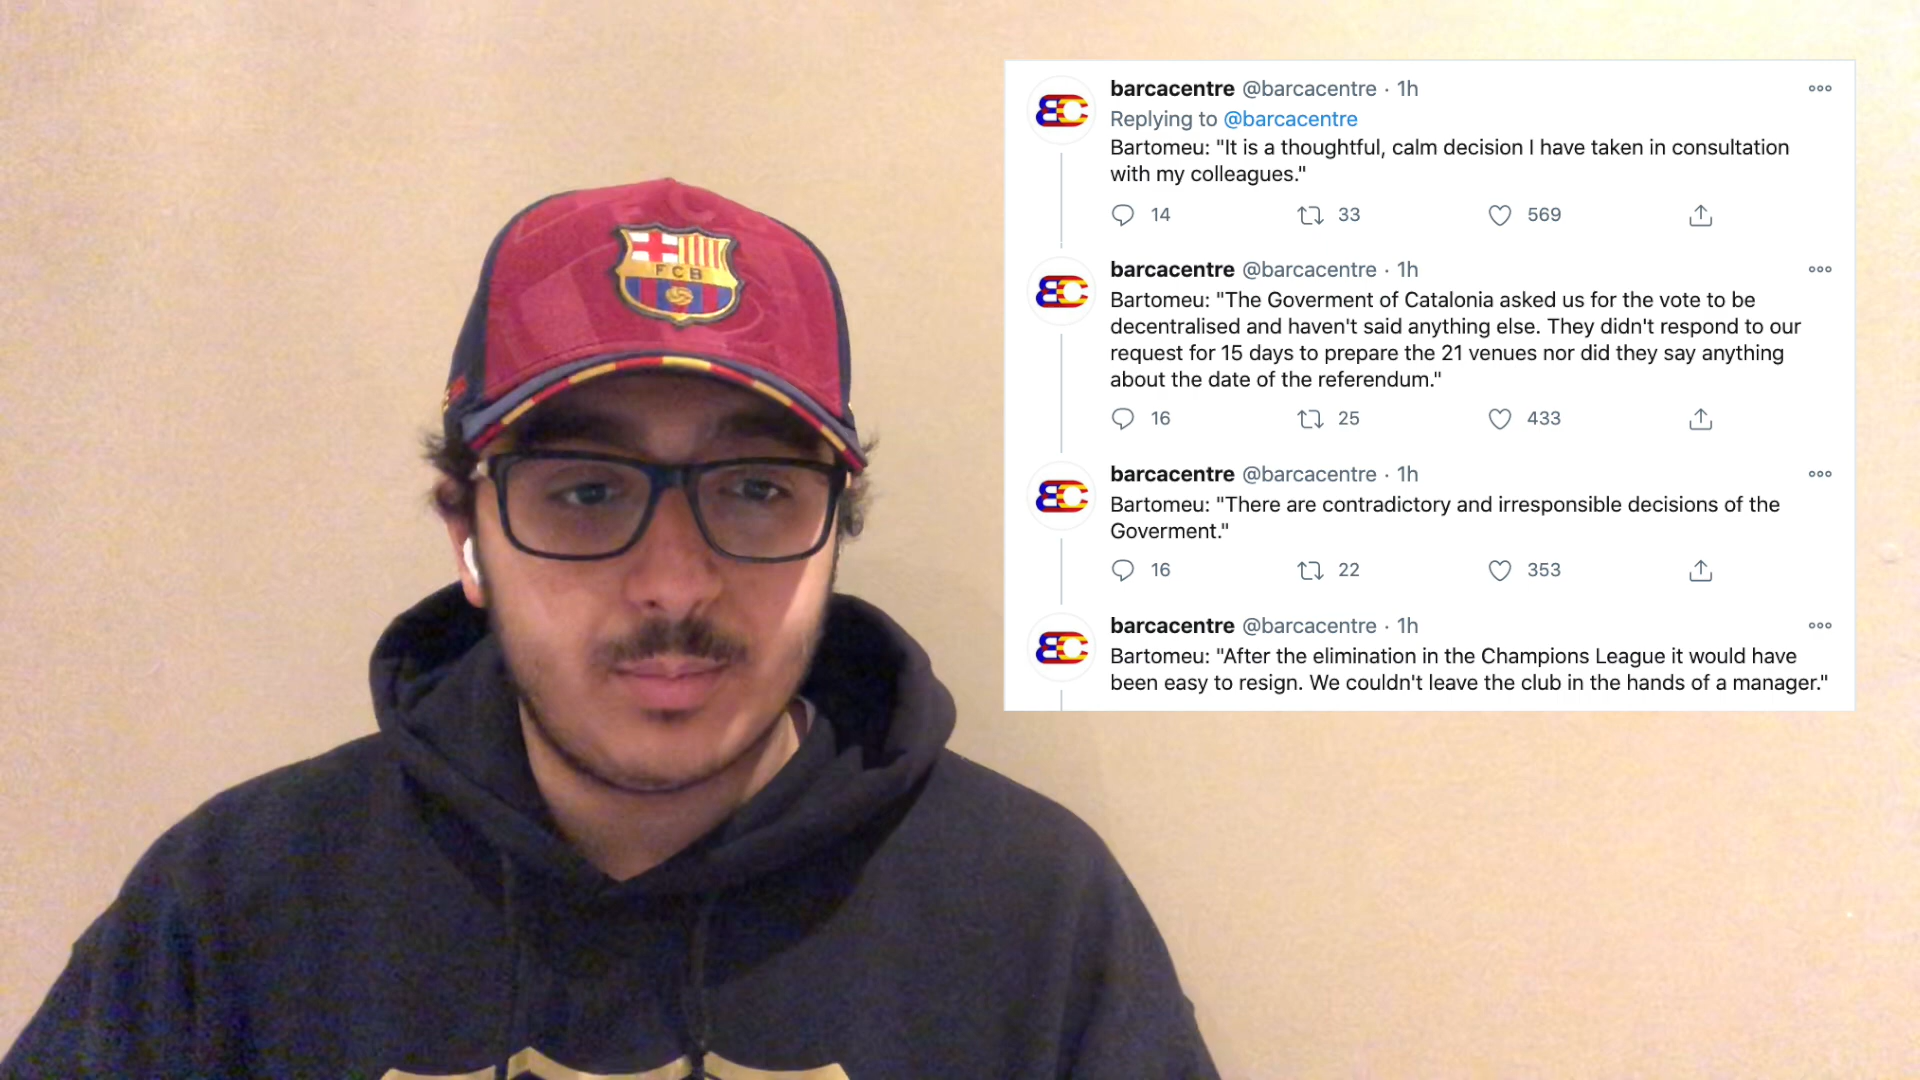 FCB
barcacentre @barcacentre · 1h
Replying to @barcacentre
Bartomeu: "It is a thoughtful, calm decision I have taken in consultation
with my colleagues."
14 33 569
barcacentre @barcacentre · 1h
Bartomeu: "The Goverment of Catalonia asked us for the vote to be
decentralised and haven't said anything else. They didn't respond to our
request for 15 days to prepare the 21 venues nor did they say anything
about the date of the referendum."
16 25 433
barcacentre @barcacentre · 1h
Bartomeu: "There are contradictory and irresponsible decisions of the
Goverment."
16 22 353
barcacentre @barcacentre · 1h
Bartomeu: "After the elimination in the Champions League it would have
been easy to resign. We couldn't leave the club in the hands of a manager."